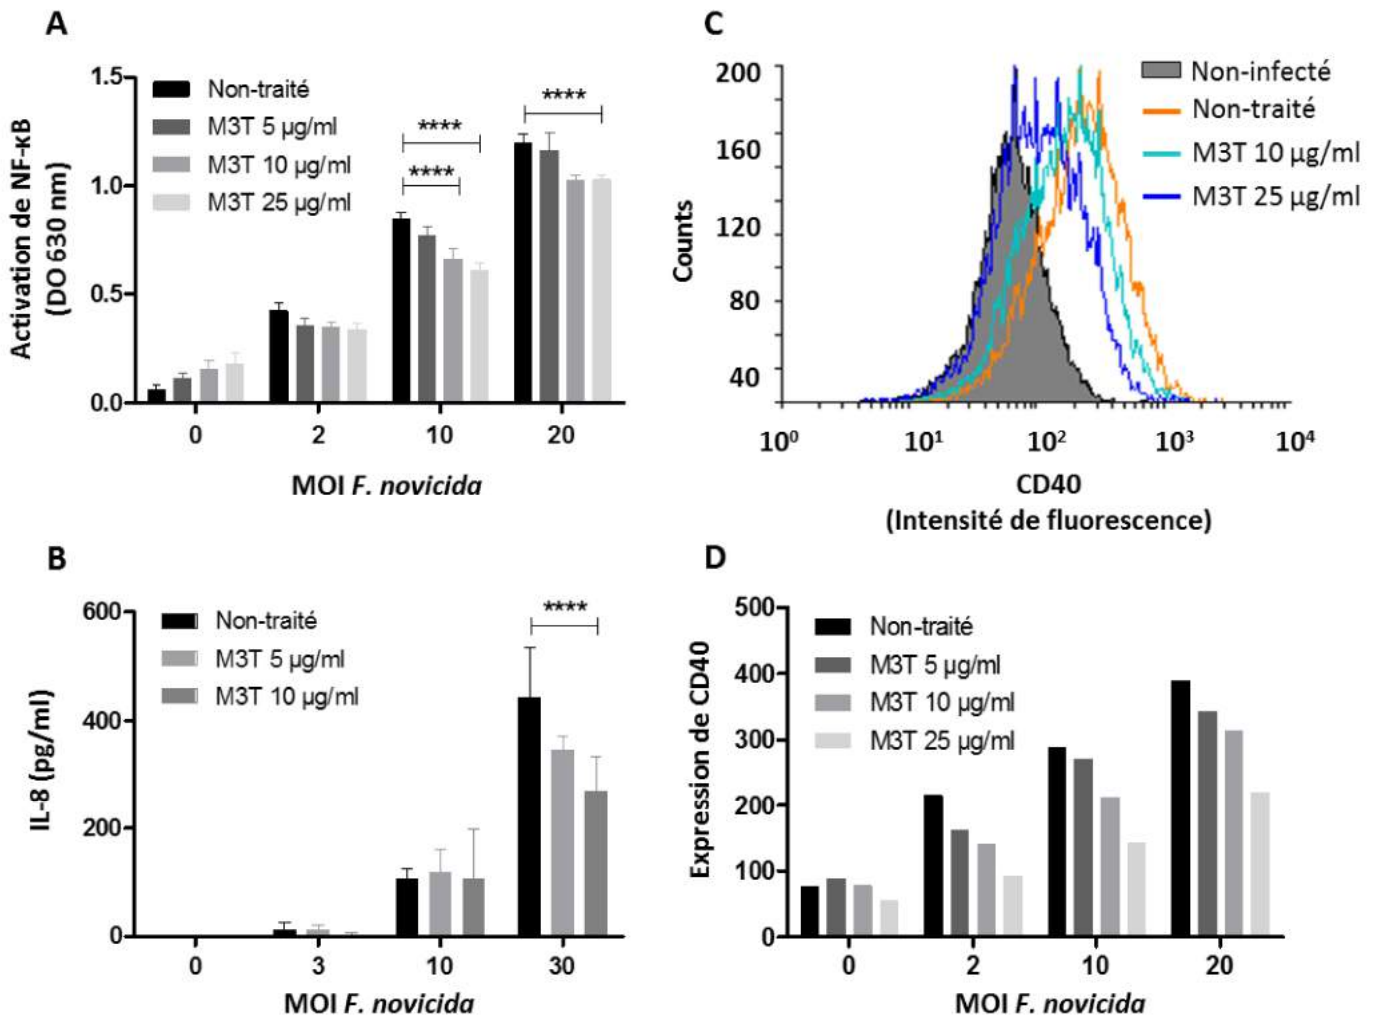 A
Activation de NF-κB
(DO 630 nm)
1.5
1.0
0.5
0.0
Non-traité
M3T 5 µg/ml
M3T 10 µg/ml
M3T 25 µg/ml
****
****
****
0 2 10 20
MOI F. novicida
C
Counts
200
160
120
80
40
Non-infecté
Non-traité
M3T 10 µg/ml
M3T 25 µg/ml
10⁰ 10¹ 10² 10³ 10⁴
CD40
(Intensité de fluorescence)
B
IL-8 (pg/ml)
600
400
200
0
Non-traité
M3T 5 µg/ml
M3T 10 µg/ml
****
0 3 10 30
MOI F. novicida
D
Expression de CD40
500
400
300
200
100
0
Non-traité
M3T 5 µg/ml
M3T 10 µg/ml
M3T 25 µg/ml
0 2 10 20
MOI F. novicida